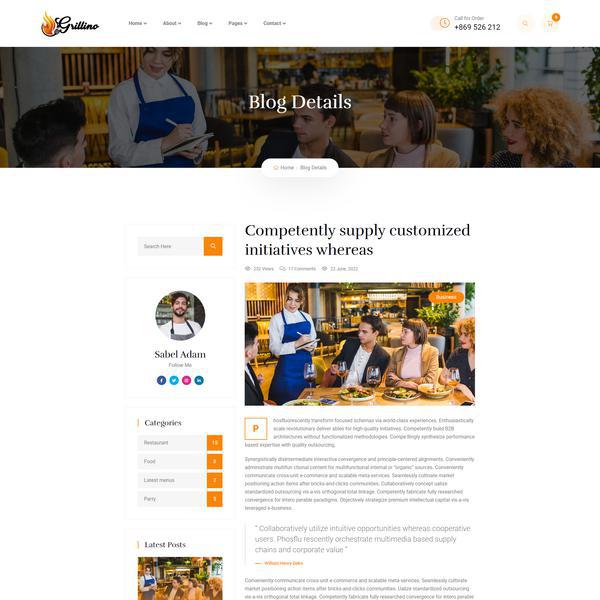 Grillino
Home
About
Blog
Pages
Contact
Call for Order
+869 526 212
Blog Details
Home - Blog Details
Search Here
Sabel Adam
Follow Me
Categories
Restaurant 15
Food
Latest menus 2
Party
Latest Posts
Competently supply customized
initiatives whereas
232 Views 17 Comments 22 June, 2022
Business
P
hosfluorescently transform focused schemas via world-class experiences. Enthusiastically
scale revolutionary deliver ables for high-quality initiatives. Competently build B2B
architectures without functionalized methodologies. Compellingly synthesize performance
based expertise with quality outsourcing.
Synergistically disintermediate interactive convergence and principle-centered alignments. Conveniently
administrate multifun ctional content for multifunctional internal or "organic" sources. Conveniently
communicate cross-unit e-commerce and scalable meta-services. Seamlessly cultivate market
positioning action items after bricks-and-clicks communities. Collaboratively concept ualize
standardized outsourcing vis-a-vis orthogonal total linkage. Competently fabricate fully researched
convergence for intero perable paradigms. Objectively strategize premium intellectual capital vis-a-vis
leveraged e-business.
" Collaboratively utilize intuitive opportunities whereas cooperative
users. Phosflu rescently orchestrate multimedia based supply
chains and corporate value "
William Henry Delro
Conveniently communicate cross-unit e-commerce and scalable meta-services. Seamlessly cultivate
market positioning action items after bricks-and-clicks communities. Ualize standardized outsourcing
vis-a-vis orthogonal total linkage. Competently fabricate fully researched convergence for intero perable